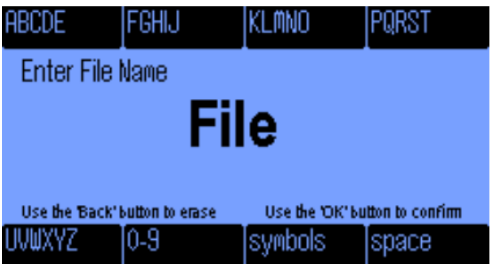 ABCDE FGHIJ KLMNO PQRST
Enter File Name
File
Use the 'Back' button to erase Use the 'OK' button to confirm
UVWXYZ 0-9 symbols space